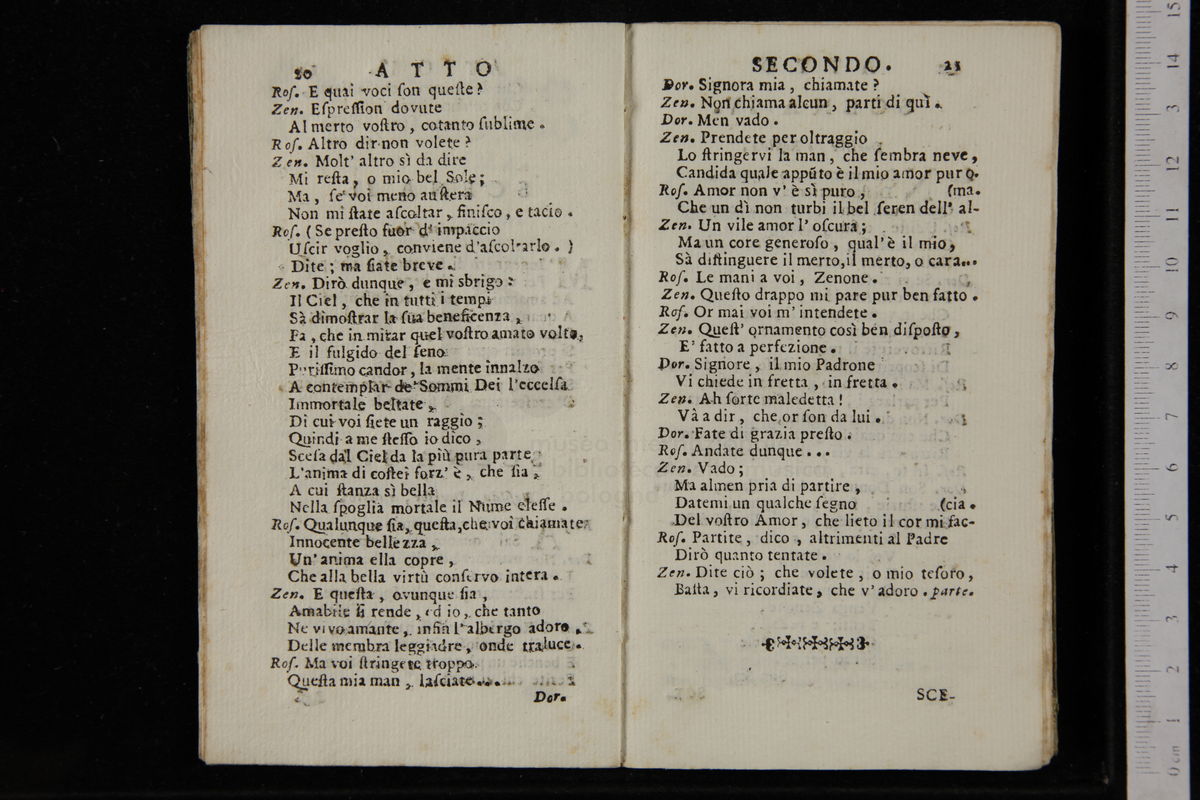 20 ATTO
Roſ. E quai voci ſon queſte?
Zen. Eſpreſſion dovute
Al merto voſtro, cotanto ſublime.
Roſ. Altro dir non volete?
Zen. Molt' altro sì da dire
Mi reſta, o mio bel Sole;
Ma, ſe voi meno auſtera
Non mi ſtate aſcoltar, finiſco, e tacio.
Roſ. (Se preſto fuor d' impaccio
Uſcir voglio, conviene d'aſcoltarlo.)
Dite; ma ſiate breve.
Zen. Dirò dunque, e mi sbrigo:
Il Ciel, che in tutti i tempi
Sà dimoſtrar la ſua beneficenza,
Fa, che in mirar quel voſtro amato volto,
E il fulgido del ſeno
Puriſſimo candor, la mente innalzo
A contemplar de' Sommi Dei l'eccelſa
Immortale beltate,
Di cui voi ſiete un raggio;
Quindi a me ſteſſo io dico,
Sceſa dal Ciel da la più pura parte
L'anima di coſtei forz' è, che ſia,
A cui ſtanza sì bella
Nella ſpoglia mortale il Nume eleſſe.
Roſ. Qualunque ſia, queſta, che voi chiamate
Innocente bellezza,
Un' anima ella copre,
Che alla bella virtù conſervo intera.
Zen. E queſta, ovunque ſia,
Amabile ſi rende, ed io, che tanto
Ne vivo amante, inſin l'albergo adoro,
Delle membra leggiadre, onde traluce.
Roſ. Ma voi ſtringete troppo
Queſta mia man, laſciate...
Dor.
SECONDO. 21
Dor. Signora mia, chiamate?
Zen. Non chiama alcun, parti di quì.
Dor. Men vado.
Zen. Prendete per oltraggio
Lo ſtringervi la man, che ſembra neve,
Candida quale appũto è il mio amor puro.
Roſ. Amor non v' è sì puro, (ma.
Che un dì non turbi il bel ſeren dell' al-
Zen. Un vile amor l' oſcura;
Ma un core generoſo, qual' è il mio,
Sà diſtinguere il merto, il merto, o cara...
Roſ. Le mani a voi, Zenone.
Zen. Queſto drappo mi pare pur ben fatto.
Roſ. Or mai voi m' intendete.
Zen. Queſt' ornamento così ben diſpoſto,
E' fatto a perfezione.
Dor. Signore, il mio Padrone
Vi chiede in fretta, in fretta.
Zen. Ah ſorte maledetta!
Và a dir, che or ſon da lui.
Dor. Fate di grazia preſto.
Roſ. Andate dunque...
Zen. Vado;
Ma almen pria di partire,
Datemi un qualche ſegno (cia.
Del voſtro Amor, che lieto il cor mi fac-
Roſ. Partite, dico, altrimenti al Padre
Dirò quanto tentate.
Zen. Dite ciò; che volete, o mio teſoro,
Baſta, vi ricordiate, che v' adoro. parte.
SCE-